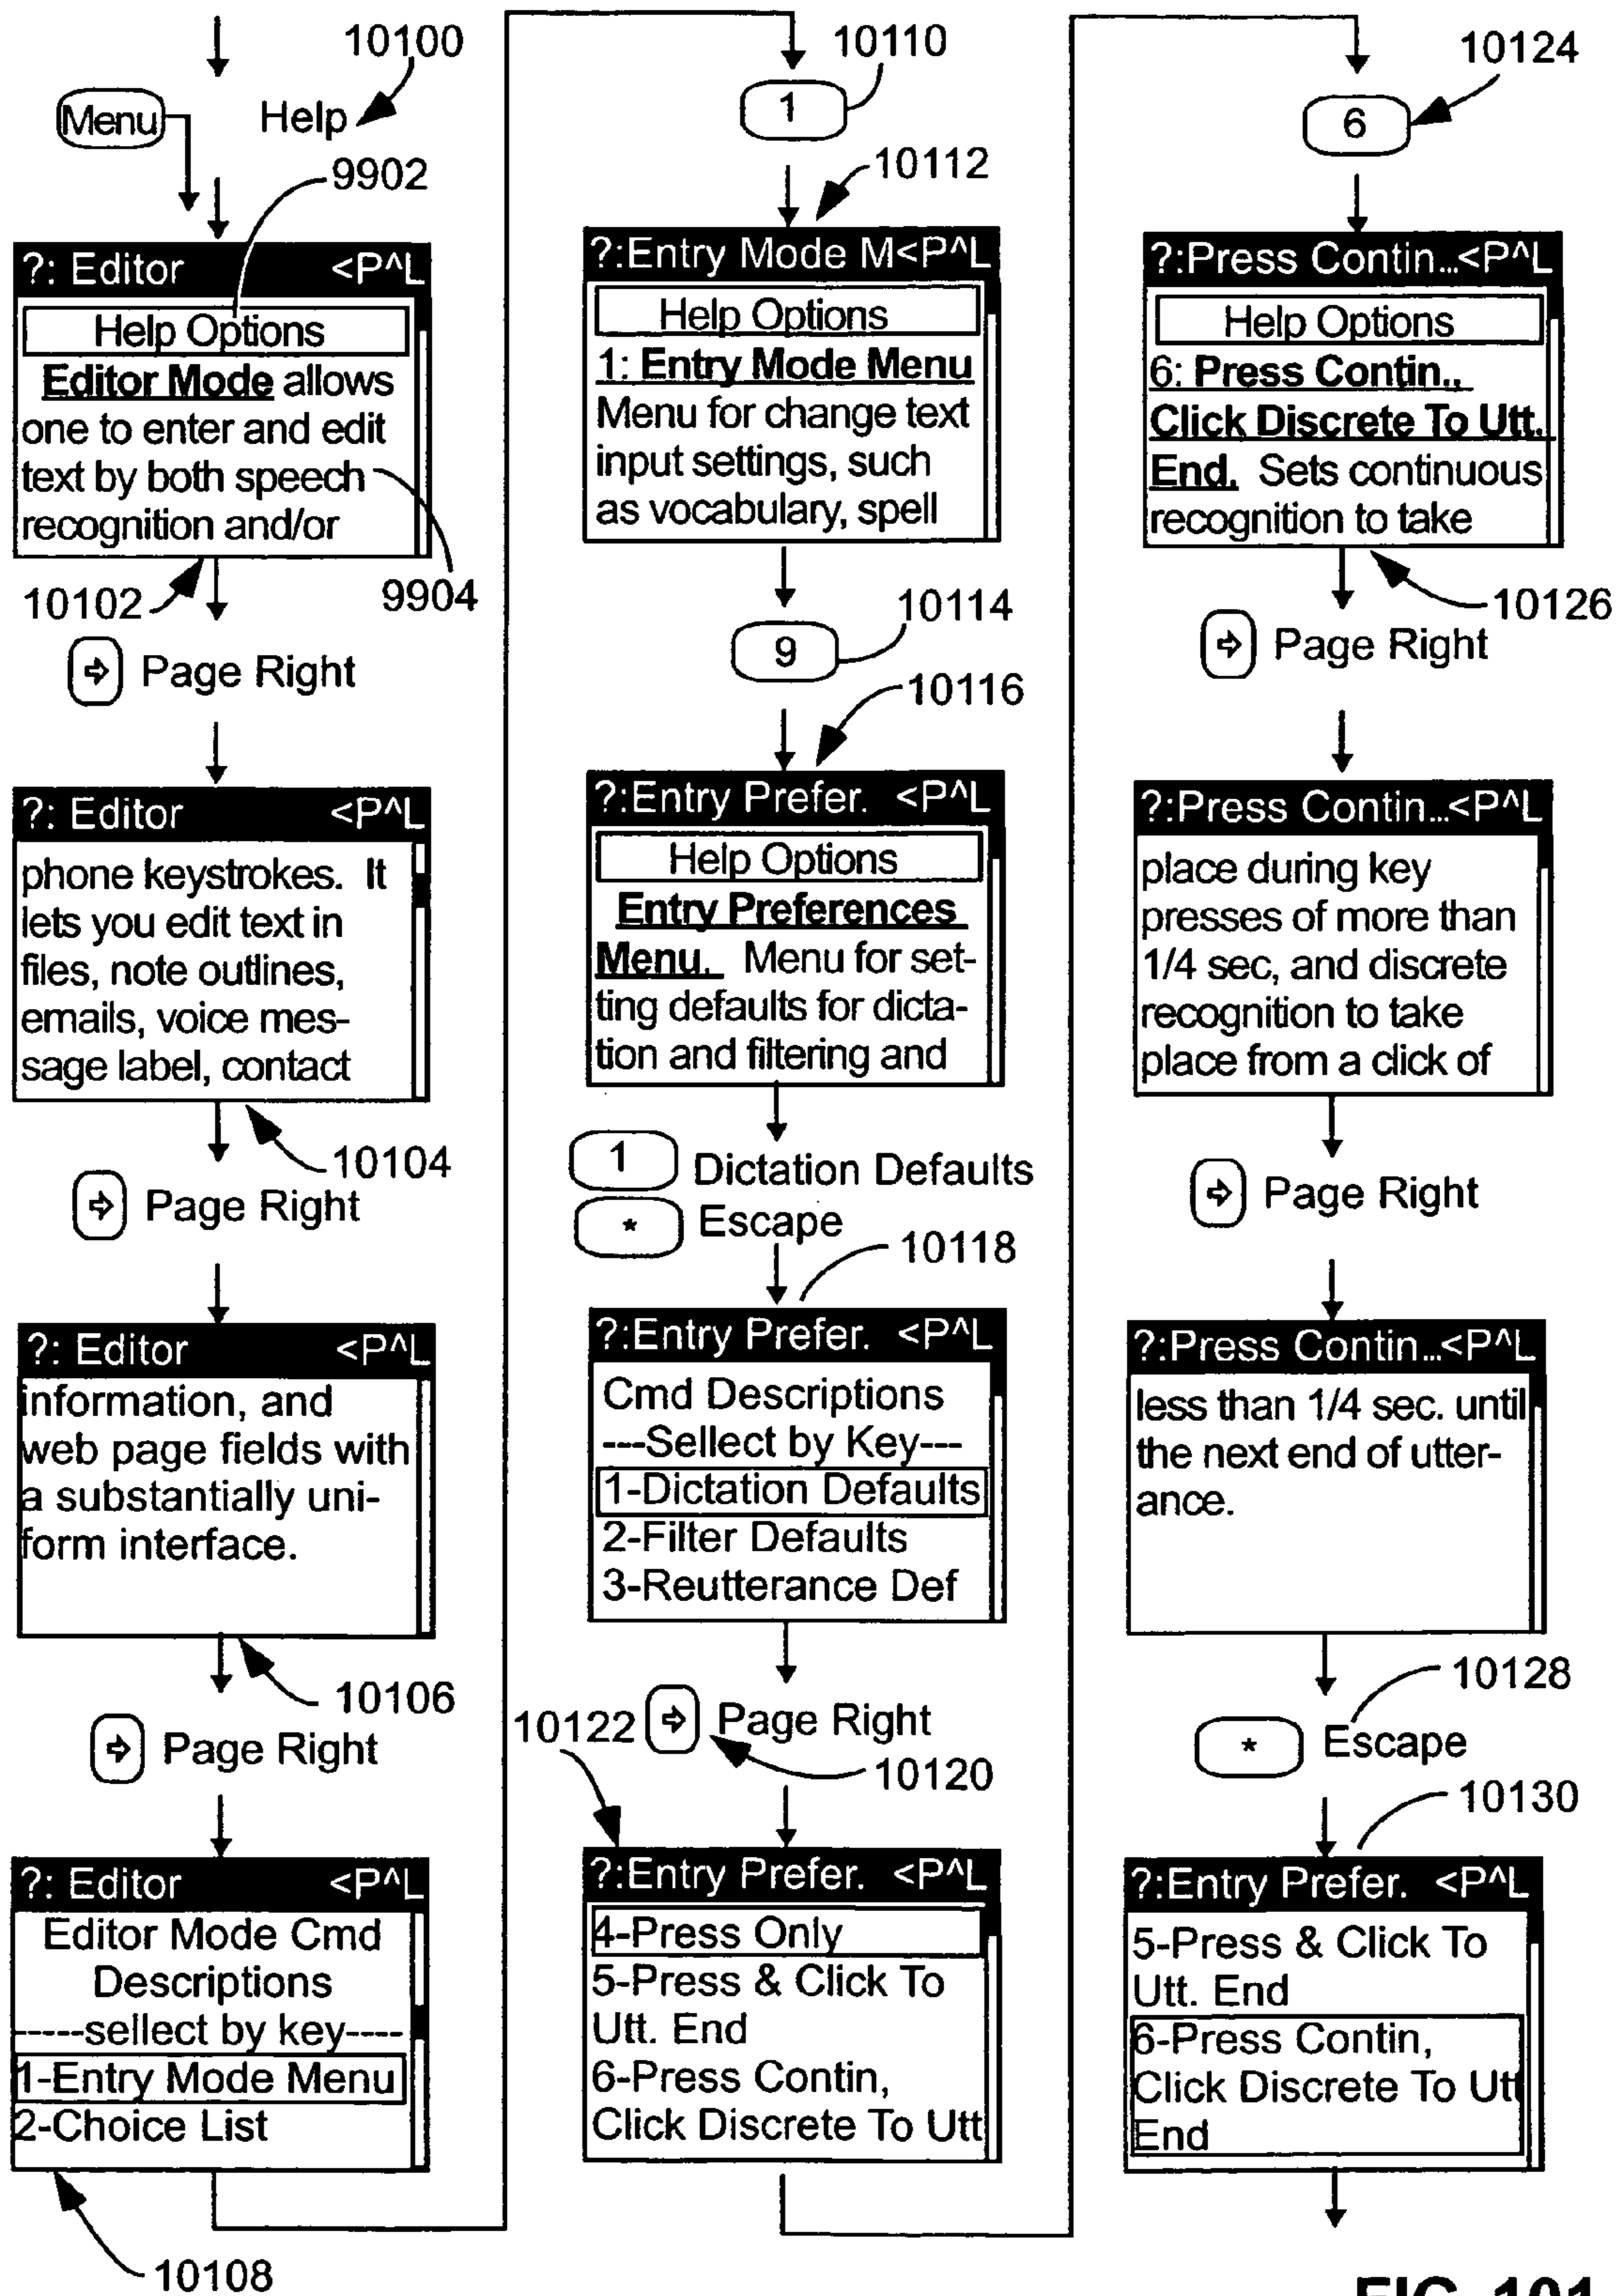 10100
Menu
Help
9902
?: Editor <P^L
Help Options
Editor Mode allows
one to enter and edit
text by both speech
recognition and/or
10102
9904
Page Right
?: Editor <P^L
phone keystrokes. It
lets you edit text in
files, note outlines,
emails, voice mes-
sage label, contact
10104
Page Right
?: Editor <P^L
information, and
web page fields with
a substantially uni-
form interface.
10106
Page Right
?: Editor <P^L
Editor Mode Cmd
Descriptions
-----sellect by key----
1-Entry Mode Menu
2-Choice List
10108
10110
1
10112
?:Entry Mode M<P^L
Help Options
1: Entry Mode Menu
Menu for change text
input settings, such
as vocabulary, spell
10114
9
10116
?:Entry Prefer. <P^L
Help Options
Entry Preferences
Menu. Menu for set-
ting defaults for dicta-
tion and filtering and
1 Dictation Defaults
* Escape
10118
?:Entry Prefer. <P^L
Cmd Descriptions
---Sellect by Key---
1-Dictation Defaults
2-Filter Defaults
3-Reutterance Def
10122
Page Right
10120
?:Entry Prefer. <P^L
4-Press Only
5-Press & Click To
Utt. End
6-Press Contin,
Click Discrete To Utt
10124
6
?:Press Contin...<P^L
Help Options
6: Press Contin.,
Click Discrete To Utt.
End. Sets continuous
recognition to take
10126
Page Right
?:Press Contin...<P^L
place during key
presses of more than
1/4 sec, and discrete
recognition to take
place from a click of
Page Right
?:Press Contin...<P^L
less than 1/4 sec. until
the next end of utter-
ance.
10128
* Escape
10130
?:Entry Prefer. <P^L
5-Press & Click To
Utt. End
6-Press Contin,
Click Discrete To Utt
End
FIG. 101